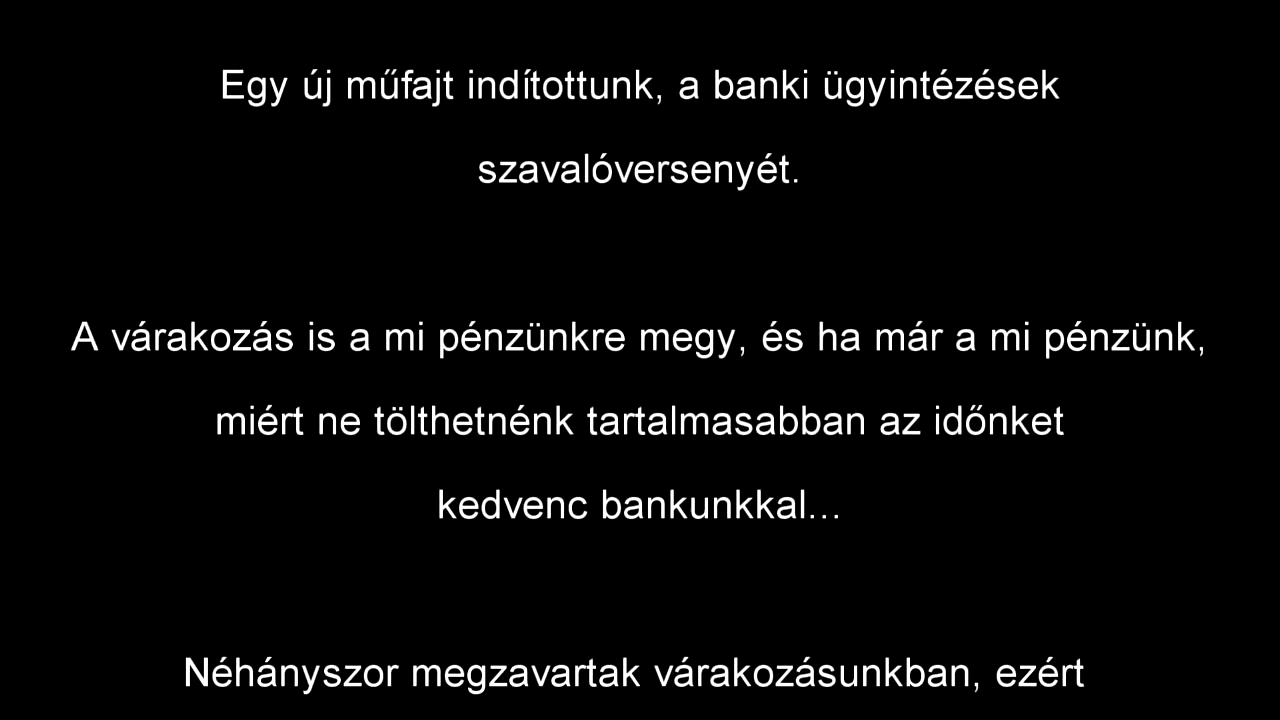 Egy új műfajt indítottunk, a banki ügyintézések
szavalóversenyét.
A várakozás is a mi pénzünkre megy, és ha már a mi pénzünk,
miért ne tölthetnénk tartalmasabban az időnket
kedvenc bankunkkal...
Néhányszor megzavartak várakozásunkban, ezért